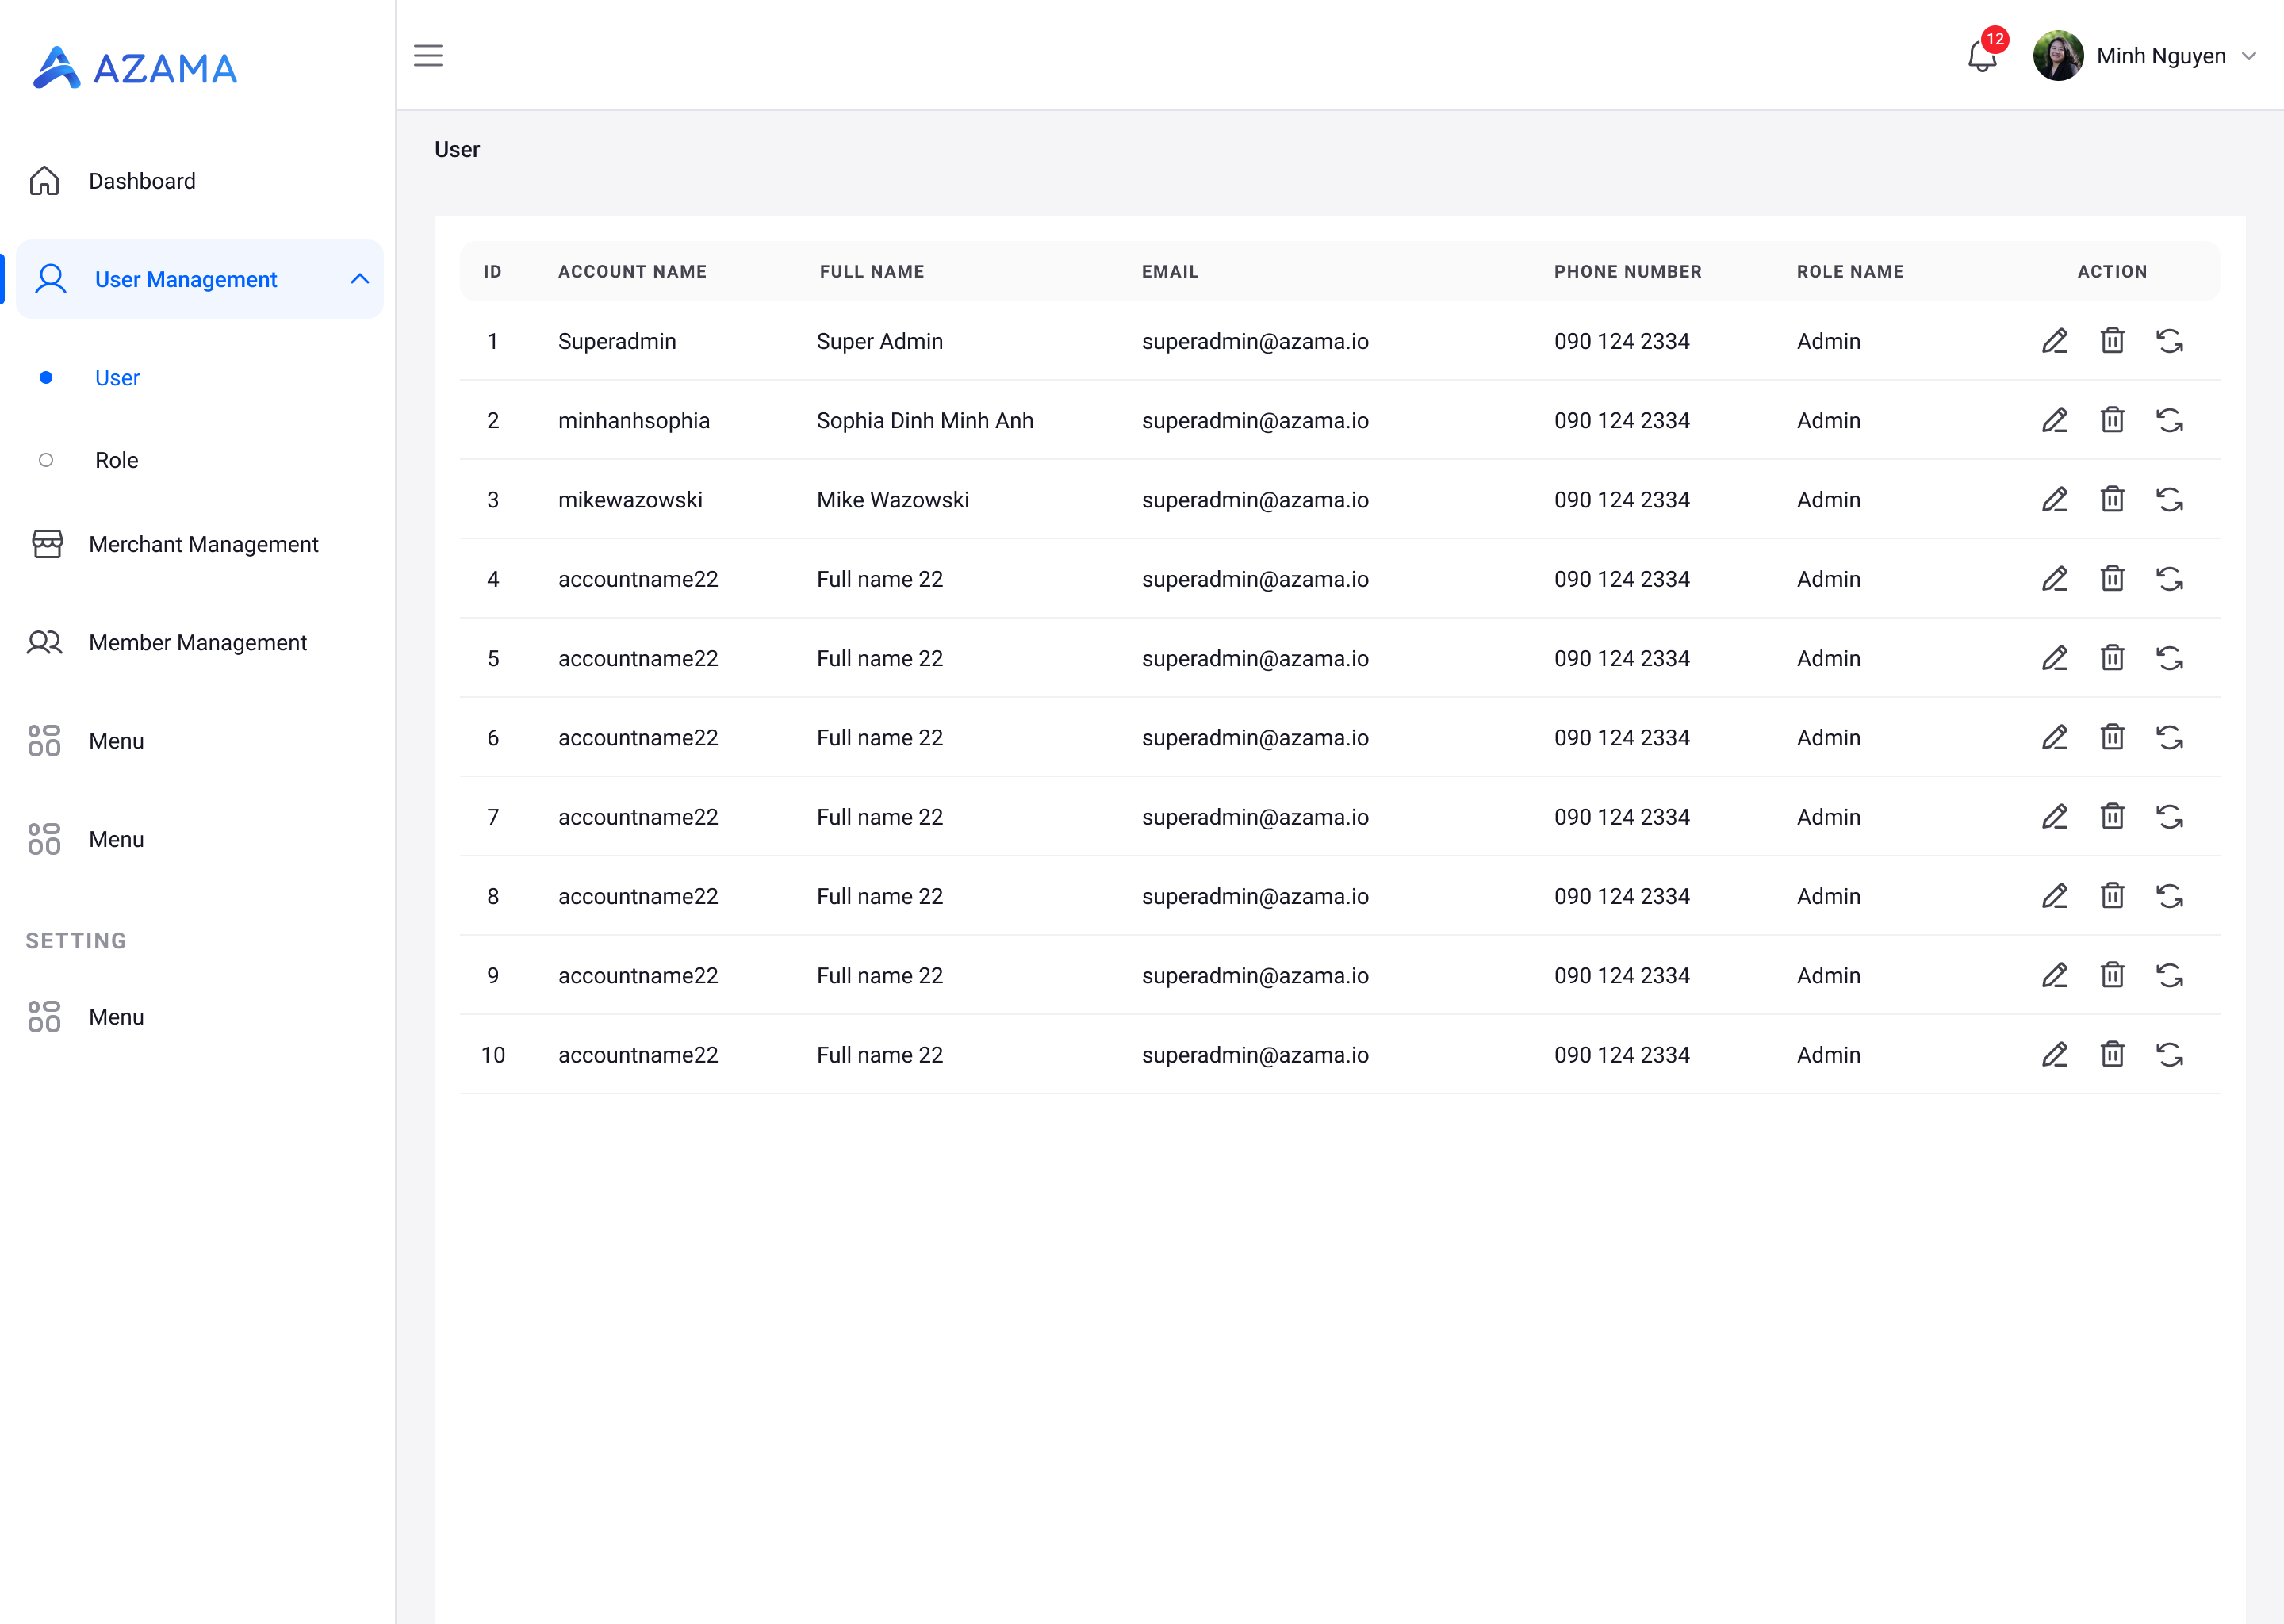 AZAMA
12
Minh Nguyen
Dashboard
User Management
User
Role
Merchant Management
Member Management
Menu
Menu
SETTING
Menu
User
ID ACCOUNT NAME FULL NAME EMAIL PHONE NUMBER ROLE NAME ACTION
1 Superadmin Super Admin superadmin@azama.io 090 124 2334 Admin
2 minhanhsophia Sophia Dinh Minh Anh superadmin@azama.io 090 124 2334 Admin
3 mikewazowski Mike Wazowski superadmin@azama.io 090 124 2334 Admin
4 accountname22 Full name 22 superadmin@azama.io 090 124 2334 Admin
5 accountname22 Full name 22 superadmin@azama.io 090 124 2334 Admin
6 accountname22 Full name 22 superadmin@azama.io 090 124 2334 Admin
7 accountname22 Full name 22 superadmin@azama.io 090 124 2334 Admin
8 accountname22 Full name 22 superadmin@azama.io 090 124 2334 Admin
9 accountname22 Full name 22 superadmin@azama.io 090 124 2334 Admin
10 accountname22 Full name 22 superadmin@azama.io 090 124 2334 Admin